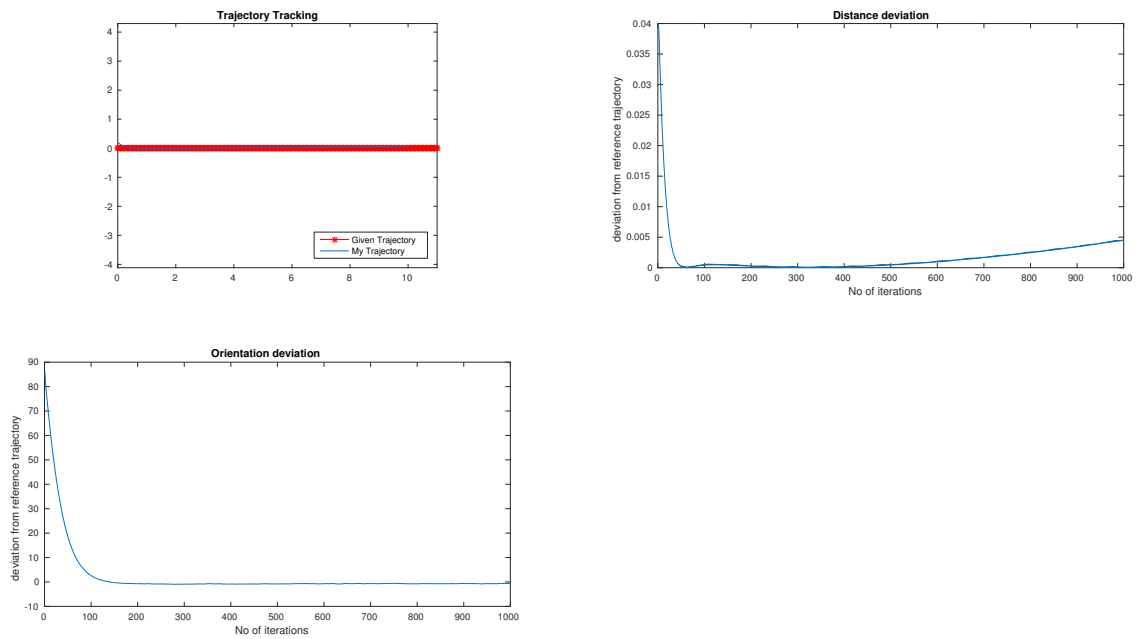 Trajectory Tracking
4
3
2
1
0
-1
-2
-3
-4
0 2 4 6 8 10
Given Trajectory
My Trajectory
Distance deviation
deviation from reference trajectory
0.04
0.035
0.03
0.025
0.02
0.015
0.01
0.005
0
0 100 200 300 400 500 600 700 800 900 1000
No of iterations
Orientation deviation
deviation from reference trajectory
90
80
70
60
50
40
30
20
10
0
-10
0 100 200 300 400 500 600 700 800 900 1000
No of iterations